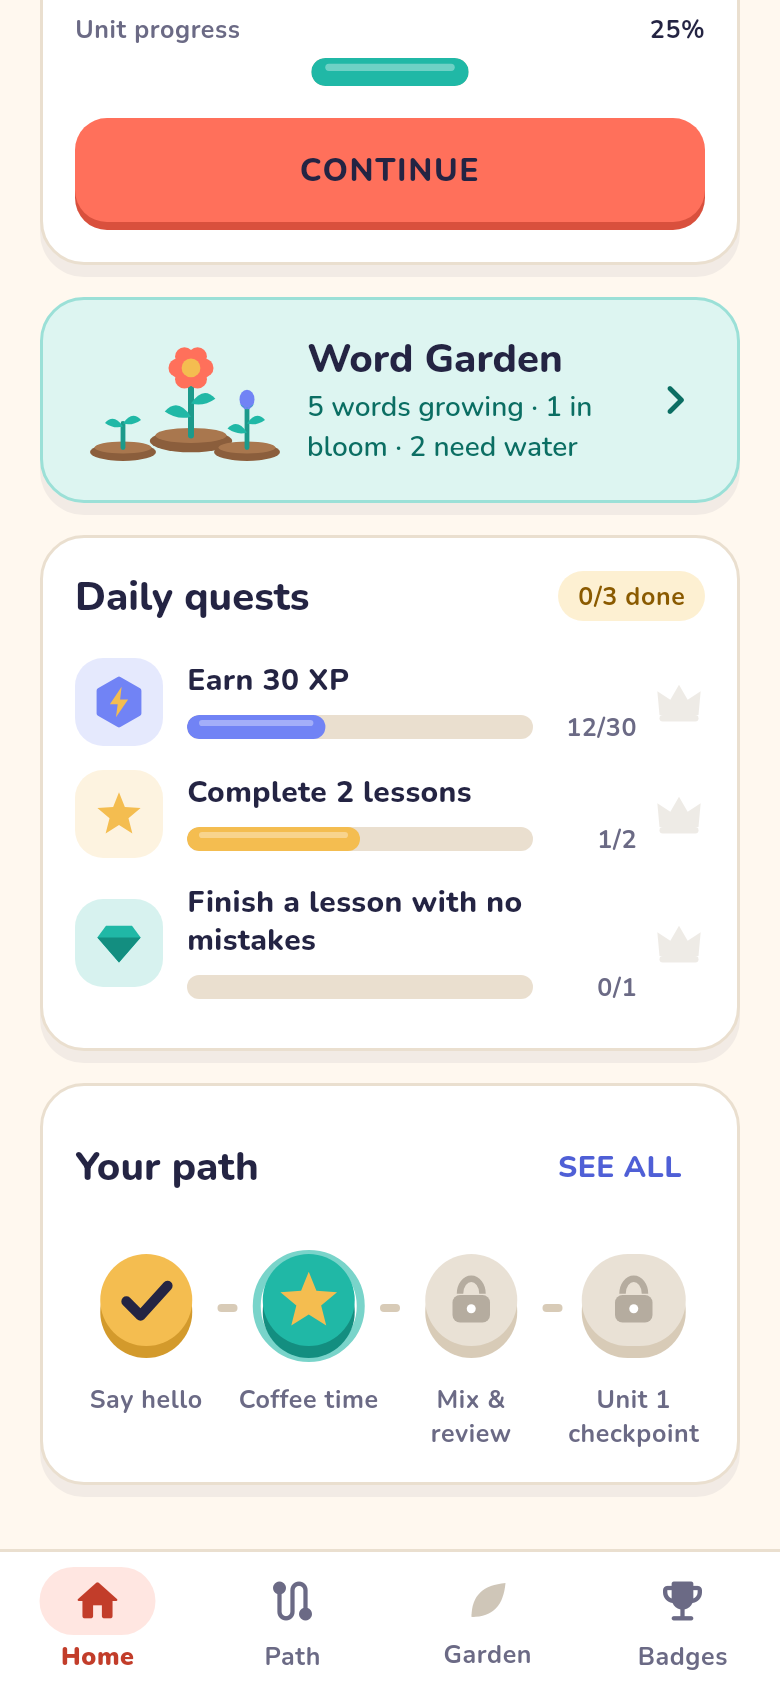 Unit progress 25%
CONTINUE
Word Garden
5 words growing · 1 in
bloom · 2 need water
Daily quests 0/3 done
Earn 30 XP
12/30
Complete 2 lessons
1/2
Finish a lesson with no
mistakes
0/1
Your path SEE ALL
Say hello Coffee time Mix & Unit 1
review checkpoint
Home Path Garden Badges